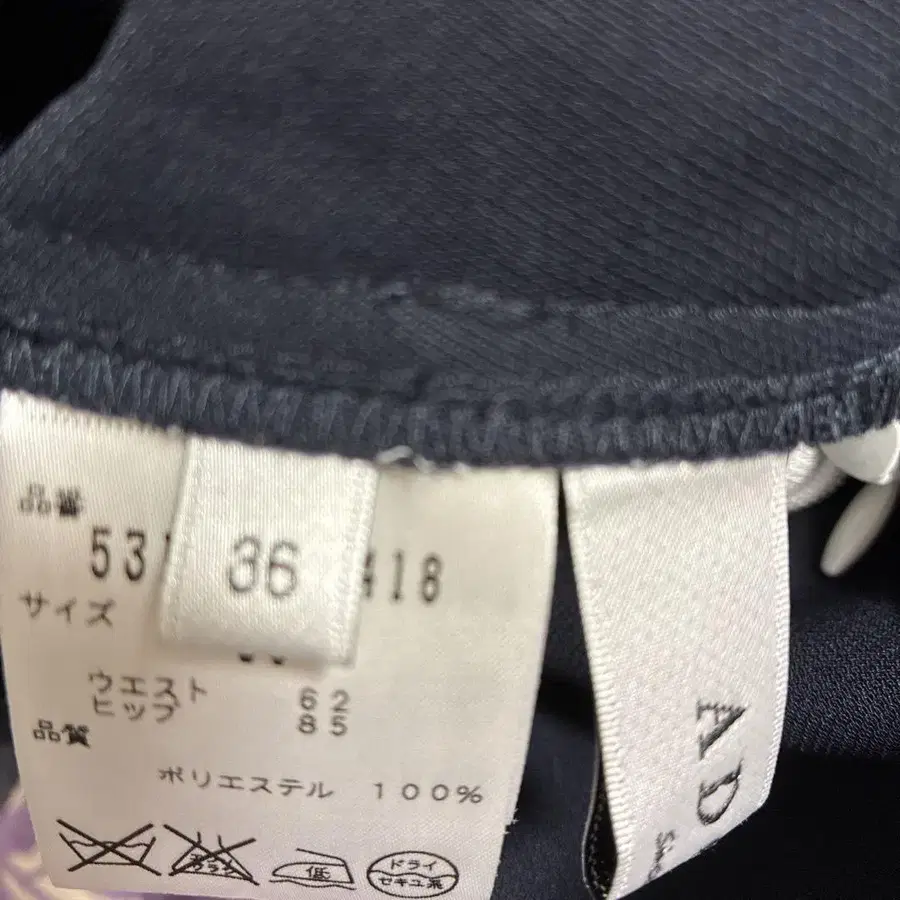 品番
53 418
36
サイズ
ウエスト 62
ヒップ 85
品質
ポリエステル 100%
低
ドライ
セキユ系
A D